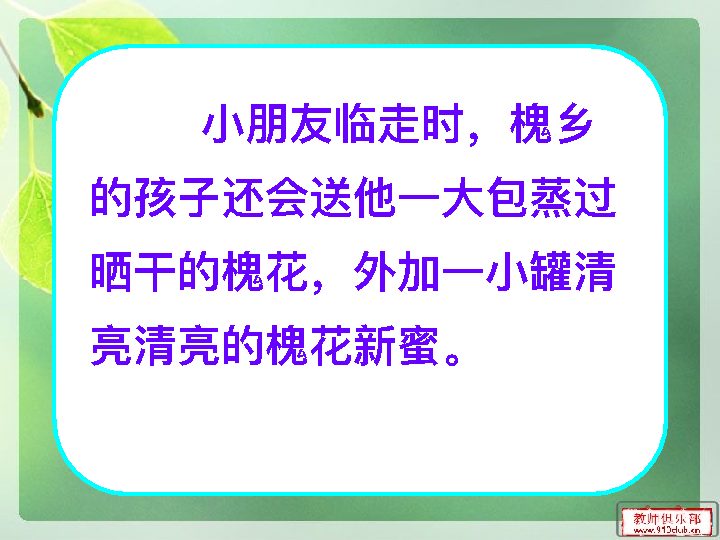 小朋友临走时，槐乡
的孩子还会送他一大包蒸过
晒干的槐花，外加一小罐清
亮清亮的槐花新蜜。
教师俱乐部
www.910club.cn